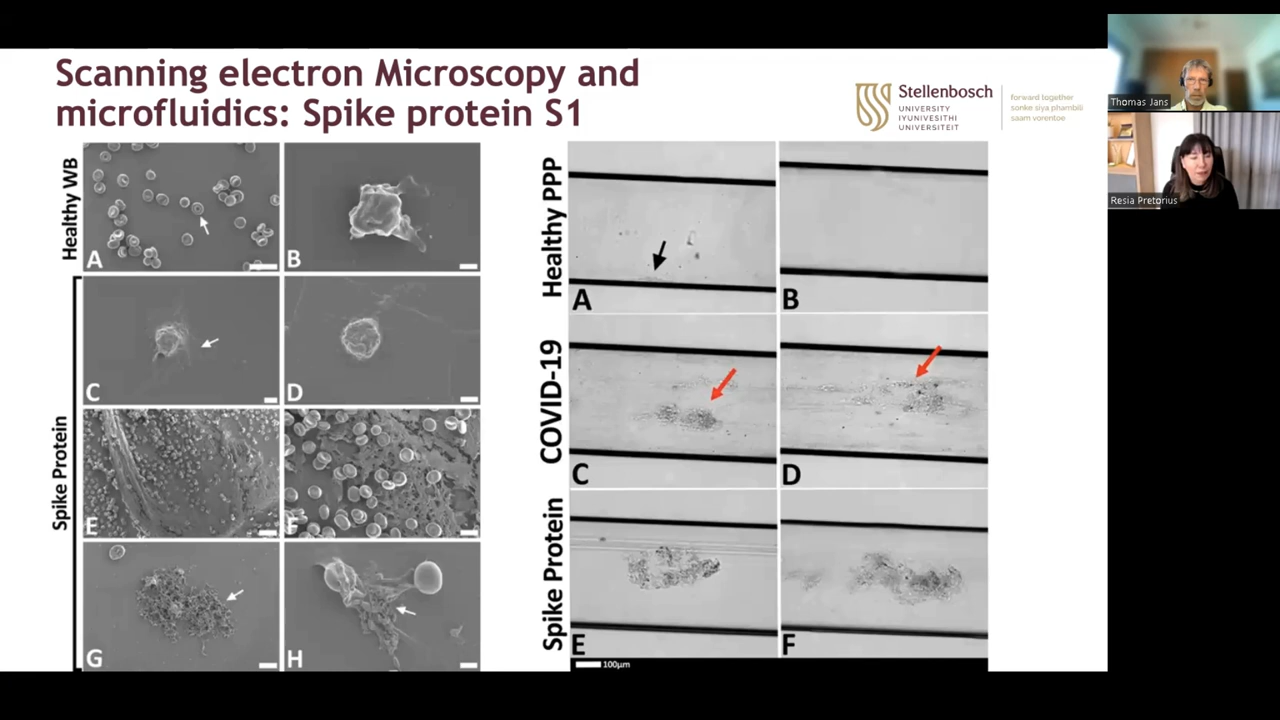 Scanning electron Microscopy and
microfluidics: Spike protein S1
Stellenbosch
UNIVERSITY
IYUNIVESITHI
UNIVERSITEIT
forward together
sonke siya phambili
saam vorentoe
Thomas Jans
Resia Pretorius
Healthy WB
A
B
Spike Protein
C
D
E
F
G
H
Healthy PPP
A
B
COVID-19
C
D
Spike Protein
E
F
100µm